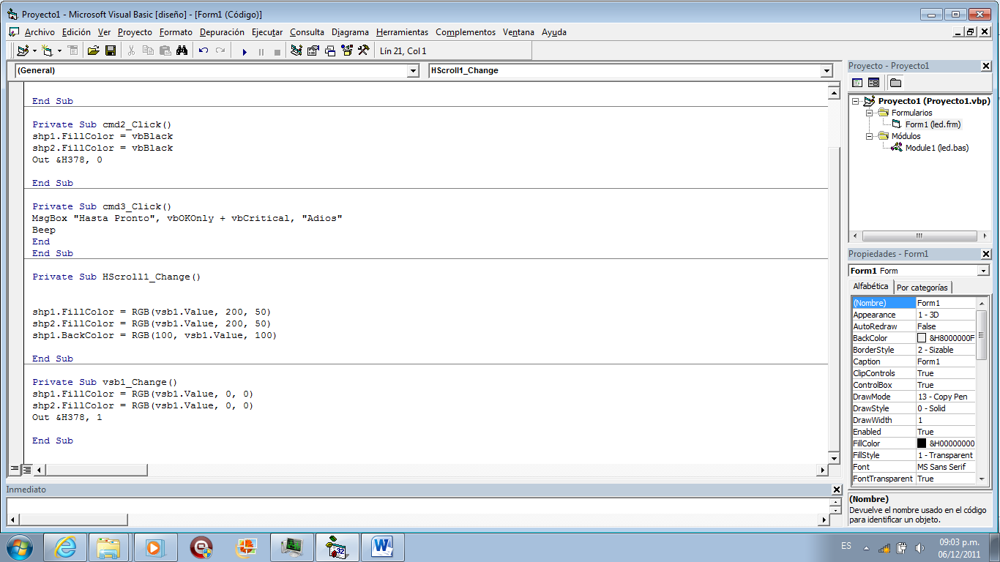 Proyecto1 - Microsoft Visual Basic [diseño] - [Form1 (Código)]
Archivo Edición Ver Proyecto Formato Depuración Ejecutar Consulta Diagrama Herramientas Complementos Ventana Ayuda
Lín 21, Col 1
(General) HScroll1_Change
End Sub
Private Sub cmd2_Click()
shp1.FillColor = vbBlack
shp2.FillColor = vbBlack
Out &H378, 0
End Sub
Private Sub cmd3_Click()
MsgBox "Hasta Pronto", vbOKOnly + vbCritical, "Adios"
Beep
End
End Sub
Private Sub HScroll1_Change()
shp1.FillColor = RGB(vsb1.Value, 200, 50)
shp2.FillColor = RGB(vsb1.Value, 200, 50)
shp1.BackColor = RGB(100, vsb1.Value, 100)
End Sub
Private Sub vsb1_Change()
shp1.FillColor = RGB(vsb1.Value, 0, 0)
shp2.FillColor = RGB(vsb1.Value, 0, 0)
Out &H378, 1
End Sub
Inmediato
Proyecto - Proyecto1
Proyecto1 (Proyecto1.vbp)
Formularios
Form1 (led.frm)
Módulos
Module1 (led.bas)
Propiedades - Form1
Form1 Form
Alfabética Por categorías
(Nombre) Form1
Appearance 1 - 3D
AutoRedraw False
BackColor &H8000000F
BorderStyle 2 - Sizable
Caption Form1
ClipControls True
ControlBox True
DrawMode 13 - Copy Pen
DrawStyle 0 - Solid
DrawWidth 1
Enabled True
FillColor &H00000000
FillStyle 1 - Transparent
Font MS Sans Serif
FontTransparent True
(Nombre)
Devuelve el nombre usado en el código
para identificar un objeto.
32
W
ES
09:03 p.m.
06/12/2011